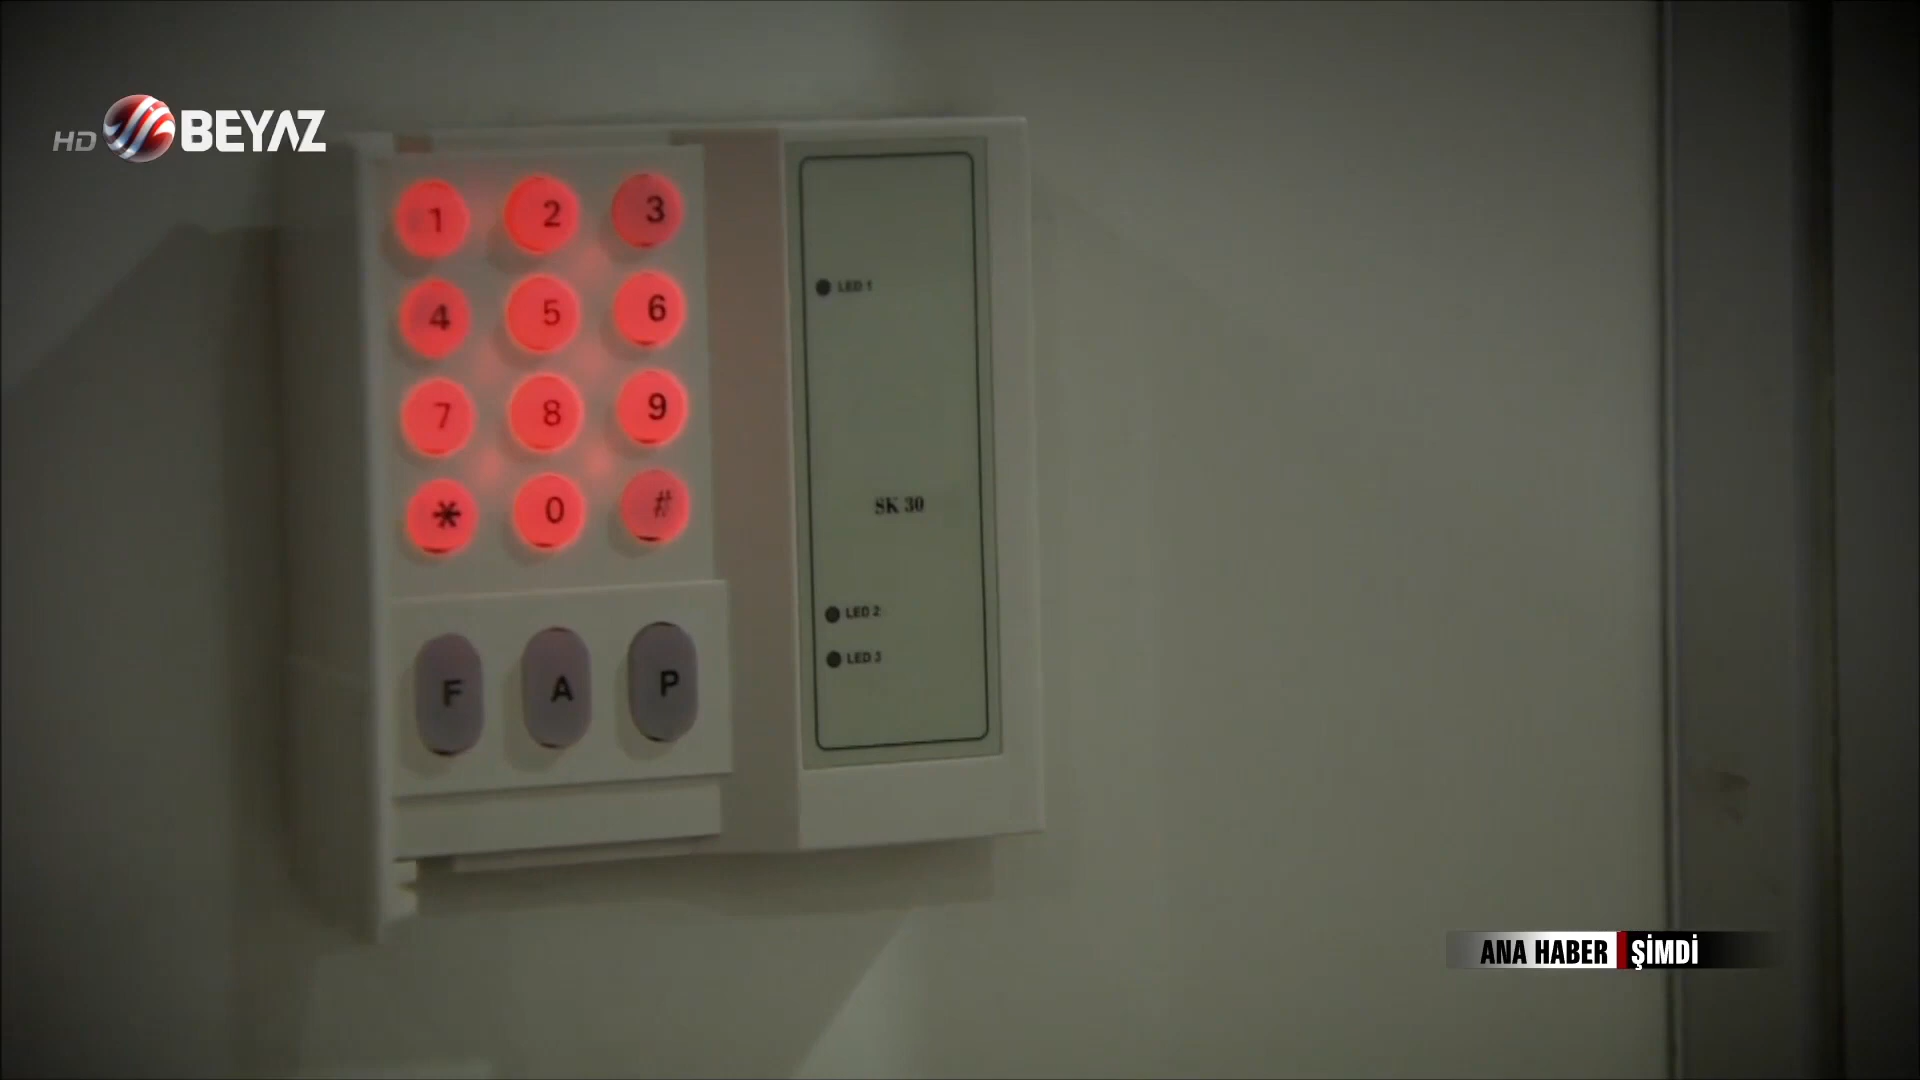 HD BEYAZ
1 2 3
4 5 6
7 8 9
* 0 #
F A P
LED 1
SK 30
LED 2
LED 3
ANA HABER ŞİMDİ